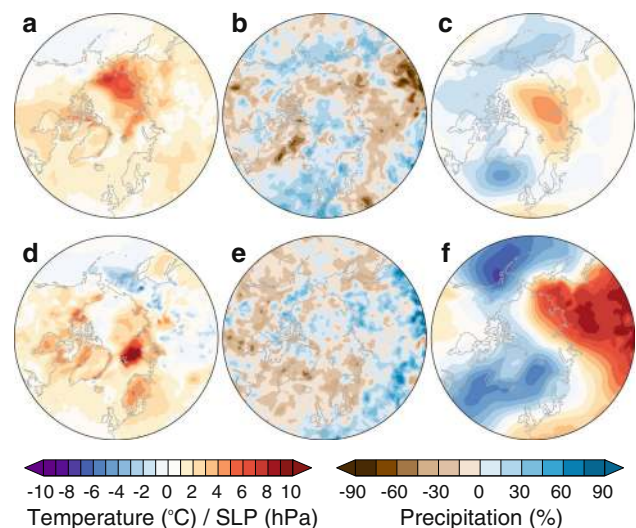 a b c
d e f
-10 -8 -6 -4 -2 0 2 4 6 8 10
-90 -60 -30 0 30 60 90
Temperature (°C) / SLP (hPa)
Precipitation (%)